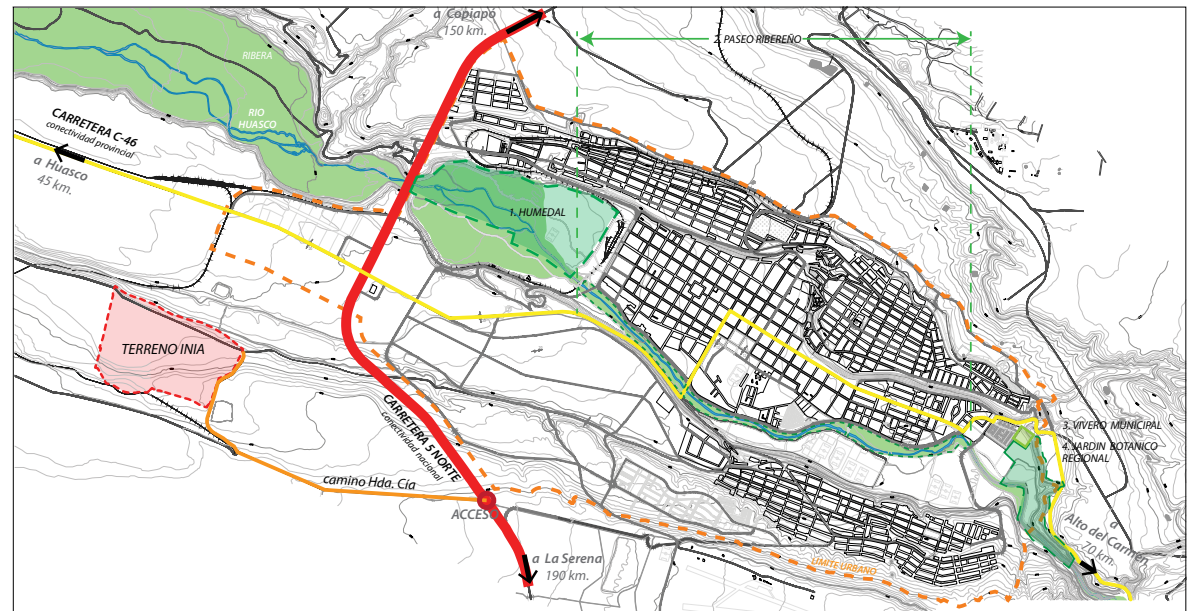 a Copiapó
150 km.
2. PASEO RIBEREÑO
RIBERA
RIO
HUASCO
CARRETERA C-46
conectividad provincial
a Huasco
45 km.
1. HUMEDAL
TERRENO INIA
CARRETERA 5 NORTE
conectividad nacional
3. VIVERO MUNICIPAL
4. JARDIN BOTANICO
REGIONAL
camino Hda. Cía
ACCESO
a
Alto del Carmen
70 km.
a La Serena
190 km.
LIMITE URBANO